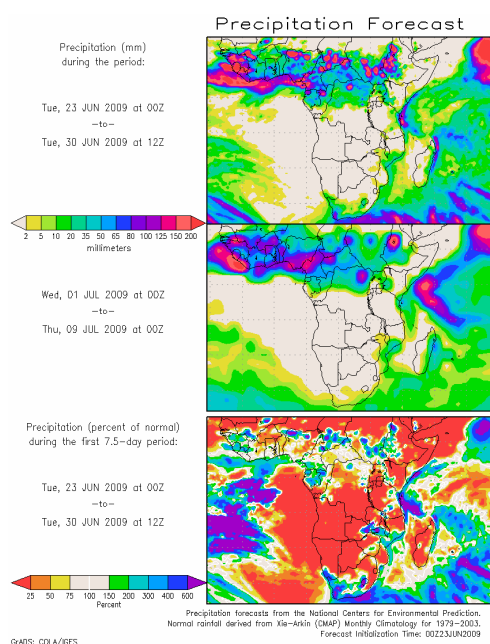 Precipitation Forecast
Precipitation (mm)
during the period:
Tue, 23 JUN 2009 at 00Z
—to—
Tue, 30 JUN 2009 at 12Z
2 5 10 20 35 50 80 100 125 150 200
millimeters
Wed, 01 JUL 2009 at 00Z
—to—
Thu, 09 JUL 2009 at 00Z
Precipitation (percent of normal)
during the first 7.5-day period:
Tue, 23 JUN 2009 at 00Z
—to—
Tue, 30 JUN 2009 at 12Z
25 50 75 100 150 200 300 400 600
Percent
Precipitation forecasts from the National Centers for Environmental Prediction.
Normal rainfall derived from Xie-Arkin (CMAP) Monthly Climatology for 1979-2003.
Forecast Initialization Time: 00Z23JUN2009
GrADS: COLA/IGES